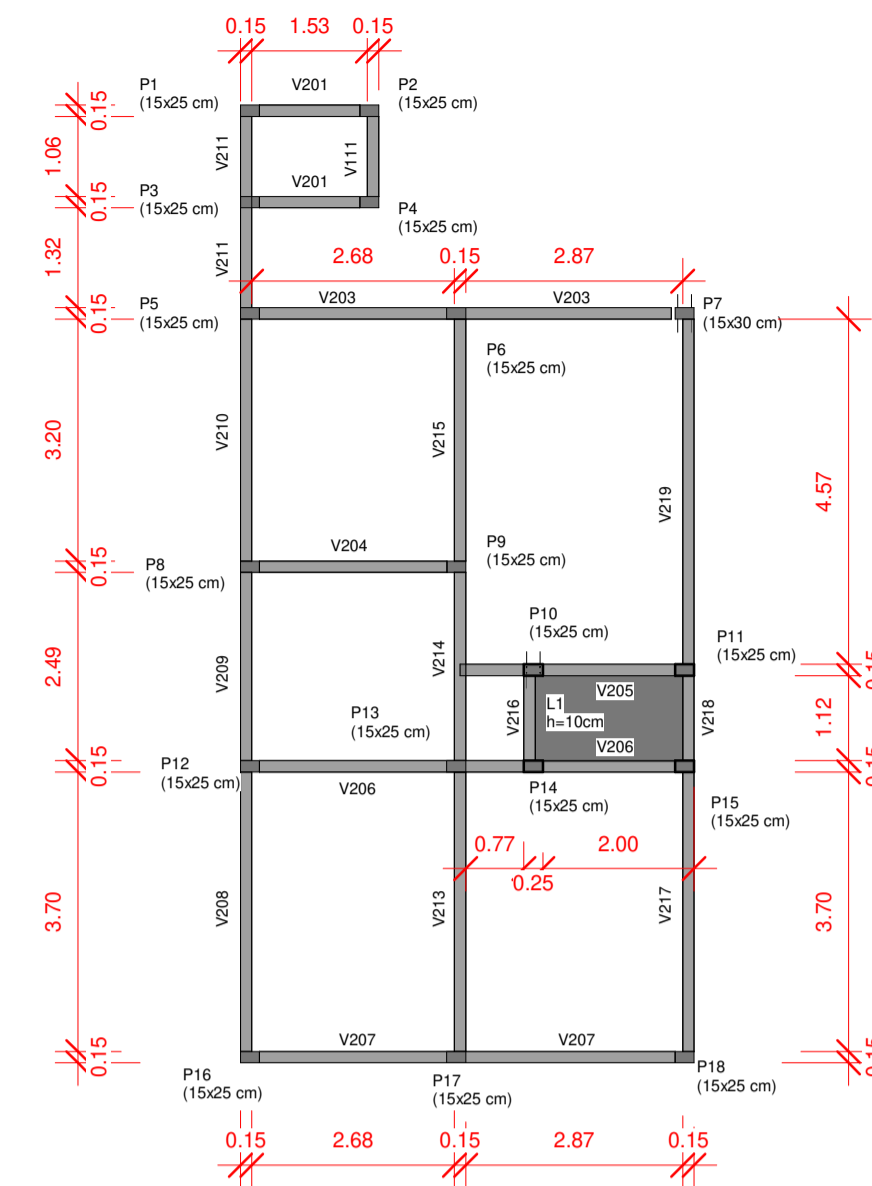 0.15 1.53 0.15
P1
(15x25 cm)
V201
P2
(15x25 cm)
0.15
1.06
V211
V111
V201
P3
(15x25 cm)
0.15
P4
(15x25 cm)
1.32
V211
2.68 0.15 2.87
V203 V203
P5
(15x25 cm)
0.15
P7
(15x30 cm)
P6
(15x25 cm)
3.20
V210
V215
V219
4.57
V204
P9
(15x25 cm)
P8
(15x25 cm)
0.15
P10
(15x25 cm)
P11
(15x25 cm)
2.49
V209
V214
0.15
V205
V216
L1
h=10cm
V218
1.12
P13
(15x25 cm)
V206
P12
(15x25 cm)
0.15
0.15
V206
P14
(15x25 cm)
P15
(15x25 cm)
0.77 2.00
0.25
3.70
V208
V213
V217
3.70
V207 V207
0.15
0.15
P16
(15x25 cm)
P17
(15x25 cm)
P18
(15x25 cm)
0.15 2.68 0.15 2.87 0.15